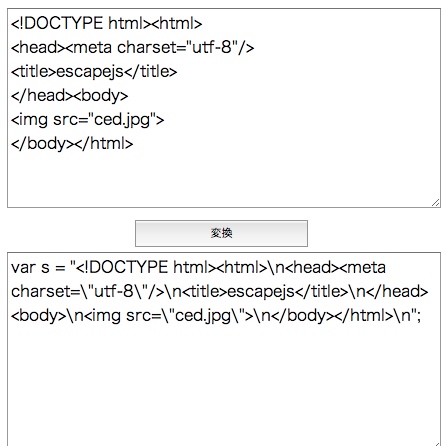 <!DOCTYPE html><html>
<head><meta charset="utf-8"/>
<title>escapejs</title>
</head><body>
<img src="ced.jpg">
</body></html>
変換
var s = "<!DOCTYPE html><html>\n<head><meta
charset=\"utf-8\"/>\n<title>escapejs</title>\n</head>
<body>\n<img src=\"ced.jpg\">\n</body></html>\n";